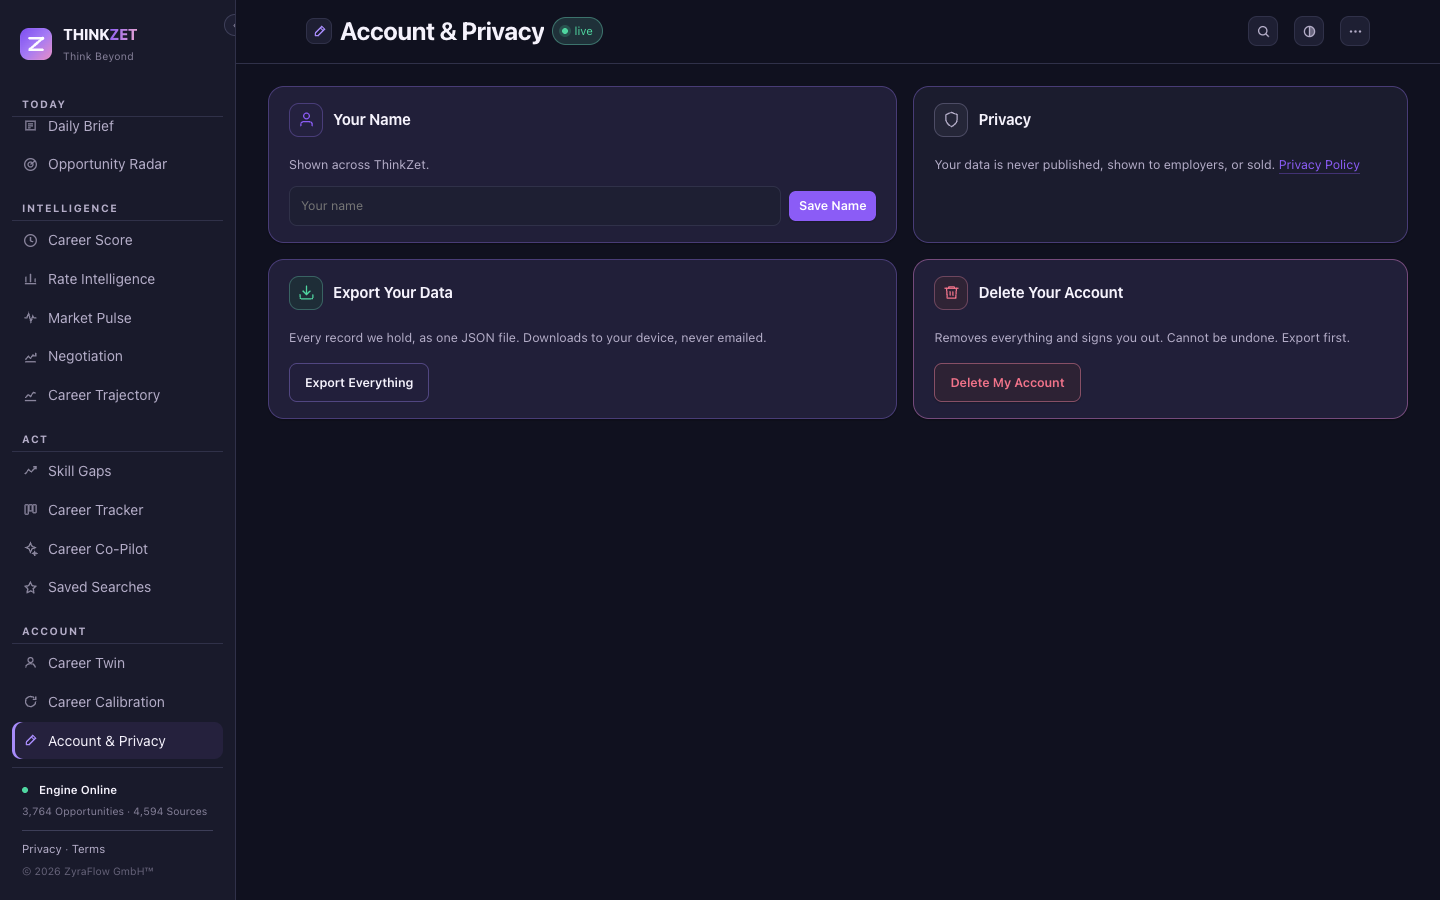 THINKZET
Think Beyond
TODAY
Daily Brief
Opportunity Radar
INTELLIGENCE
Career Score
Rate Intelligence
Market Pulse
Negotiation
Career Trajectory
ACT
Skill Gaps
Career Tracker
Career Co-Pilot
Saved Searches
ACCOUNT
Career Twin
Career Calibration
Account & Privacy
Engine Online
3,764 Opportunities · 4,594 Sources
Privacy · Terms
© 2026 ZyraFlow GmbH™
Account & Privacy
live
Your Name
Shown across ThinkZet.
Your name
Save Name
Privacy
Your data is never published, shown to employers, or sold. Privacy Policy
Export Your Data
Every record we hold, as one JSON file. Downloads to your device, never emailed.
Export Everything
Delete Your Account
Removes everything and signs you out. Cannot be undone. Export first.
Delete My Account